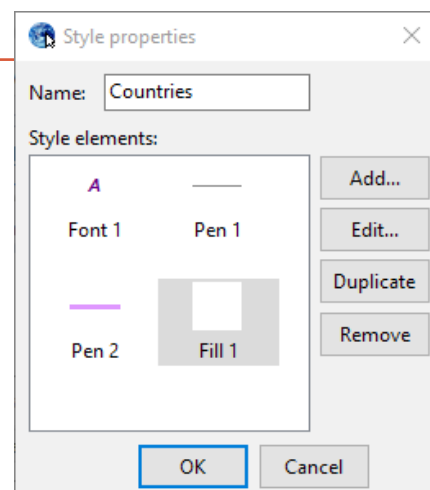 Style properties
Name: Countries
Style elements:
A
Font 1 Pen 1
Pen 2 Fill 1
Add...
Edit...
Duplicate
Remove
OK Cancel